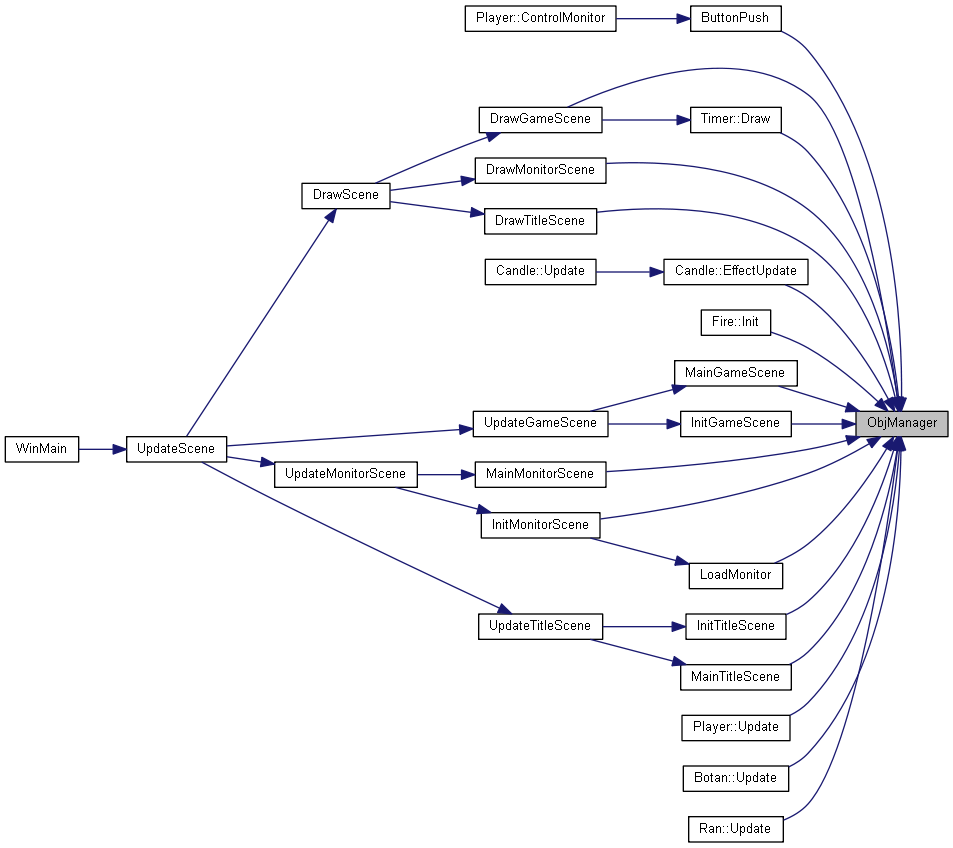 Player::ControlMonitor
ButtonPush
DrawGameScene
Timer::Draw
DrawMonitorScene
DrawScene
DrawTitleScene
Candle::Update
Candle::EffectUpdate
Fire::Init
MainGameScene
UpdateGameScene
InitGameScene
ObjManager
WinMain
UpdateScene
UpdateMonitorScene
MainMonitorScene
InitMonitorScene
LoadMonitor
UpdateTitleScene
InitTitleScene
MainTitleScene
Player::Update
Botan::Update
Ran::Update